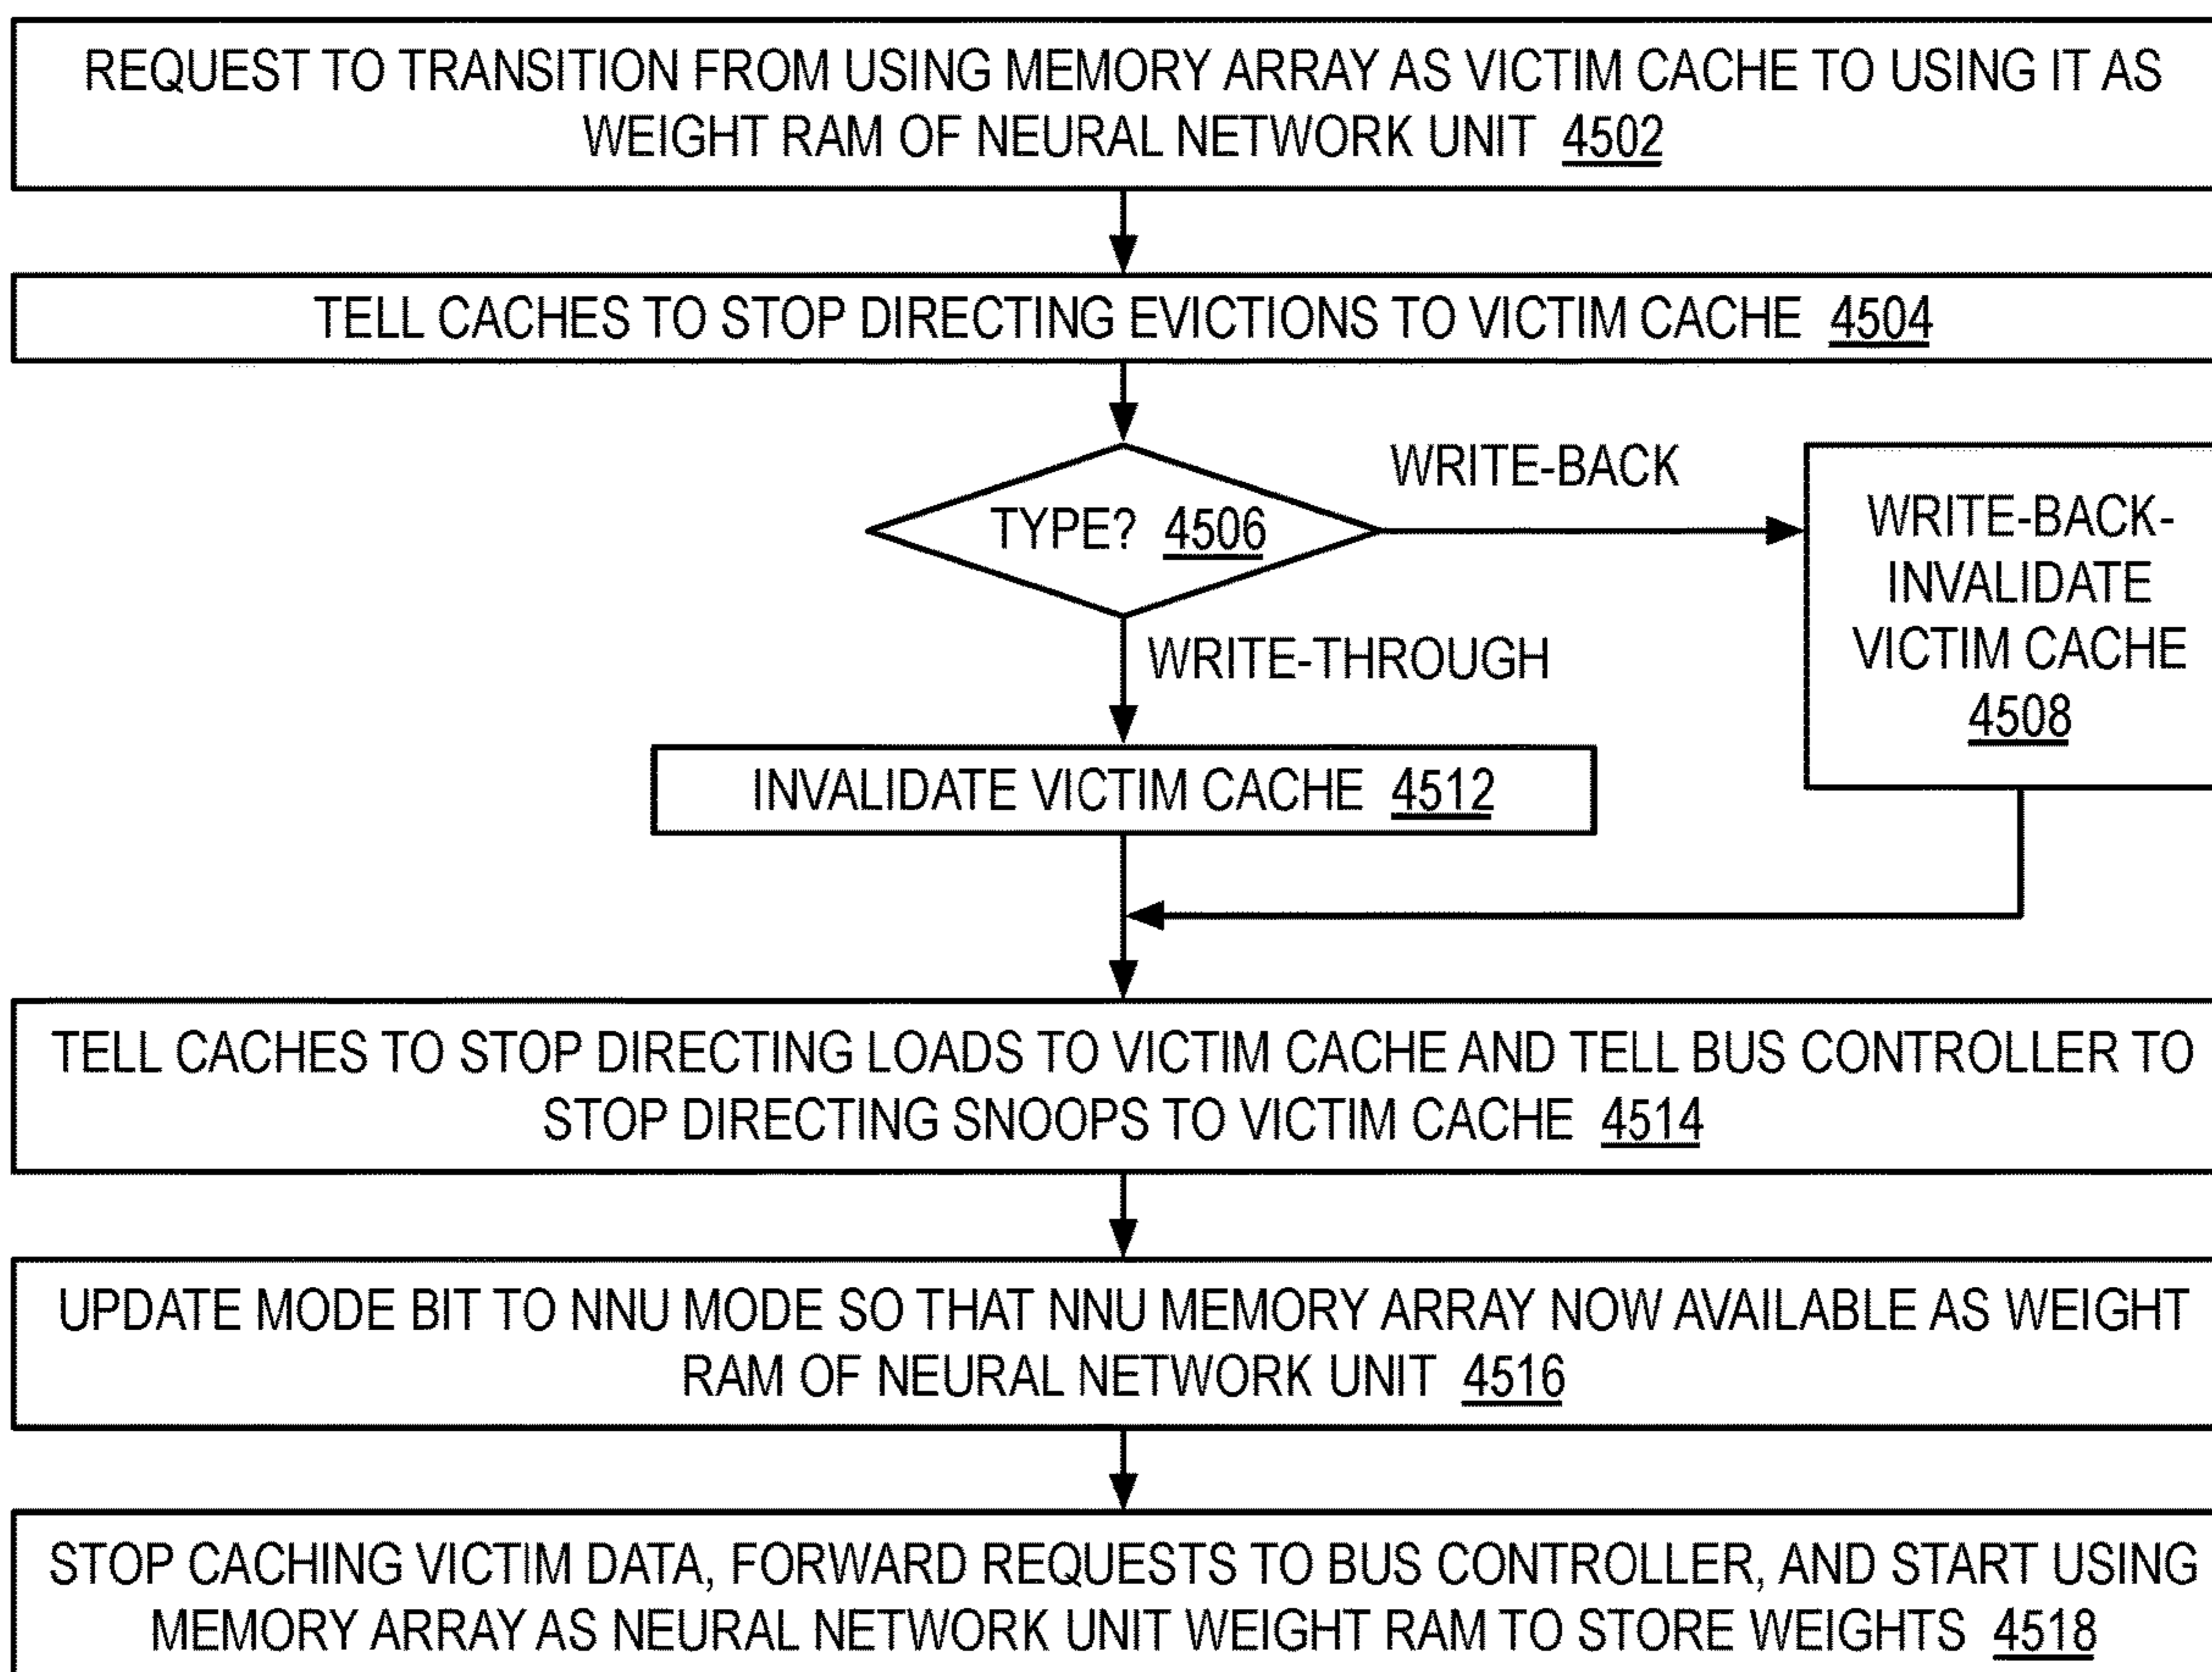 REQUEST TO TRANSITION FROM USING MEMORY ARRAY AS VICTIM CACHE TO USING IT AS
WEIGHT RAM OF NEURAL NETWORK UNIT 4502
TELL CACHES TO STOP DIRECTING EVICTIONS TO VICTIM CACHE 4504
TYPE? 4506
WRITE-BACK
WRITE-BACK-
INVALIDATE
VICTIM CACHE
4508
WRITE-THROUGH
INVALIDATE VICTIM CACHE 4512
TELL CACHES TO STOP DIRECTING LOADS TO VICTIM CACHE AND TELL BUS CONTROLLER TO
STOP DIRECTING SNOOPS TO VICTIM CACHE 4514
UPDATE MODE BIT TO NNU MODE SO THAT NNU MEMORY ARRAY NOW AVAILABLE AS WEIGHT
RAM OF NEURAL NETWORK UNIT 4516
STOP CACHING VICTIM DATA, FORWARD REQUESTS TO BUS CONTROLLER, AND START USING
MEMORY ARRAY AS NEURAL NETWORK UNIT WEIGHT RAM TO STORE WEIGHTS 4518